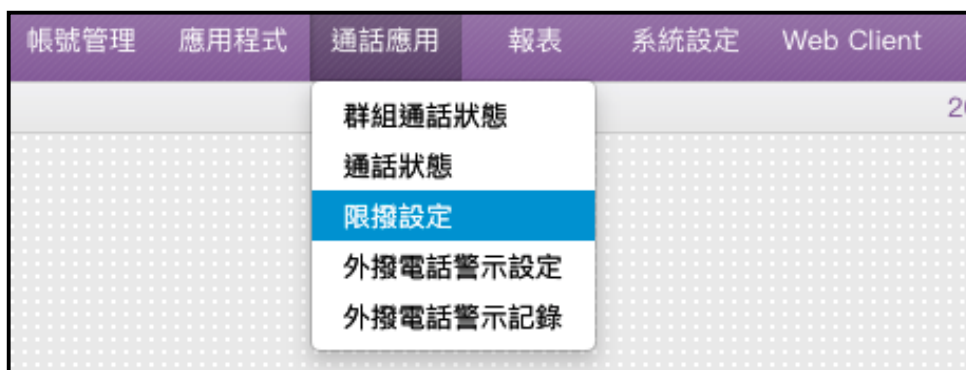 帳號管理 應用程式 通話應用 報表 系統設定 Web Client
群組通話狀態
通話狀態
限撥設定
外撥電話警示設定
外撥電話警示記錄